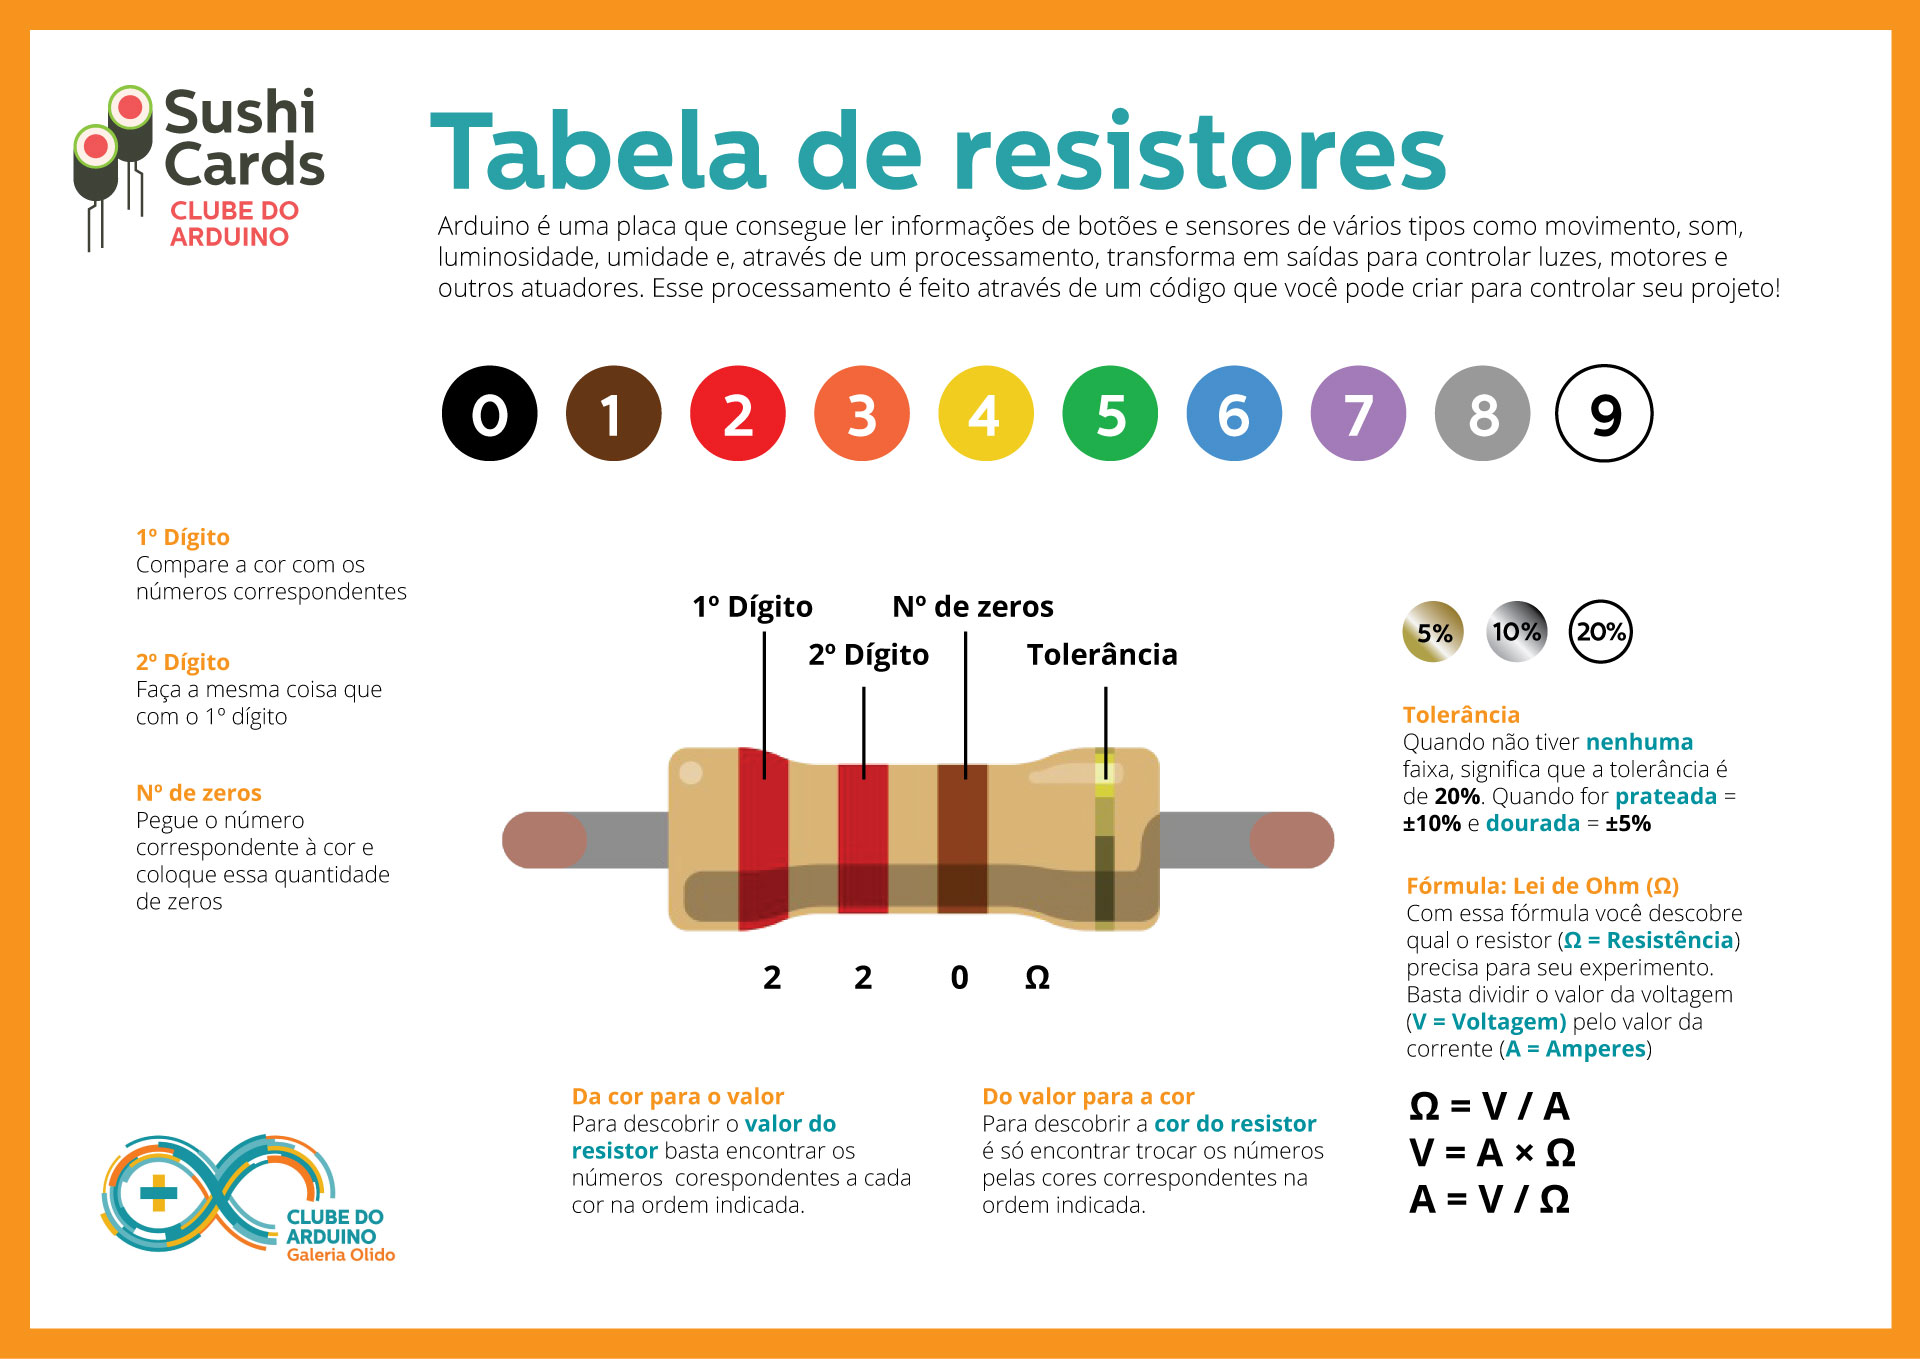 Sushi
Cards
CLUBE DO
ARDUINO
Tabela de resistores
Arduino é uma placa que consegue ler informações de botões e sensores de vários tipos como movimento, som,
luminosidade, umidade e, através de um processamento, transforma em saídas para controlar luzes, motores e
outros atuadores. Esse processamento é feito através de um código que você pode criar para controlar seu projeto!
0 1 2 3 4 5 6 7 8 9
1º Dígito
Compare a cor com os
números correspondentes
2º Dígito
Faça a mesma coisa que
com o 1º dígito
Nº de zeros
Pegue o número
correspondente à cor e
coloque essa quantidade
de zeros
1º Dígito
Nº de zeros
2º Dígito
Tolerância
2 2 0 Ω
5% 10% 20%
Tolerância
Quando não tiver nenhuma
faixa, significa que a tolerância é
de 20%. Quando for prateada =
±10% e dourada = ±5%
Fórmula: Lei de Ohm (Ω)
Com essa fórmula você descobre
qual o resistor (Ω = Resistência)
precisa para seu experimento.
Basta dividir o valor da voltagem
(V = Voltagem) pelo valor da
corrente (A = Amperes)
Ω = V / A
V = A × Ω
A = V / Ω
Da cor para o valor
Para descobrir o valor do
resistor basta encontrar os
números corespondentes a cada
cor na ordem indicada.
Do valor para a cor
Para descobrir a cor do resistor
é só encontrar trocar os números
pelas cores correspondentes na
ordem indicada.
CLUBE DO
ARDUINO
Galeria Olido